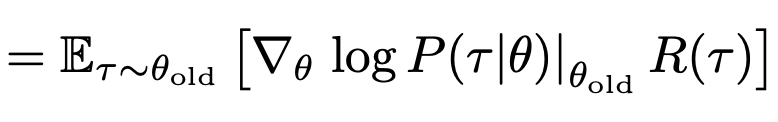 = 𝔼_{τ∼θ_old} [∇_θ log P(τ|θ)|_{θ_old} R(τ)]